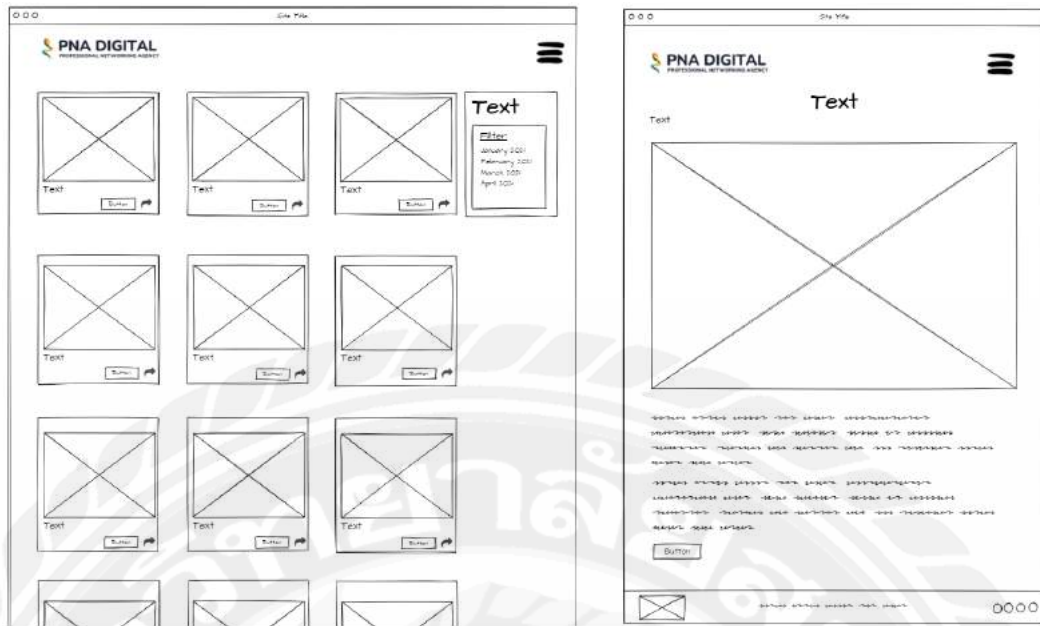 Site Title
PNA DIGITAL
PROFESSIONAL NETWORKING AGENCY
Text
Filter:
January 2021
February 2021
March 2021
April 2021
Text
Button
Text
Button
Text
Button
Text
Button
Text
Button
Text
Button
Text
Button
Text
Button
Text
Button
Site Title
PNA DIGITAL
PROFESSIONAL NETWORKING AGENCY
Text
Text
Button